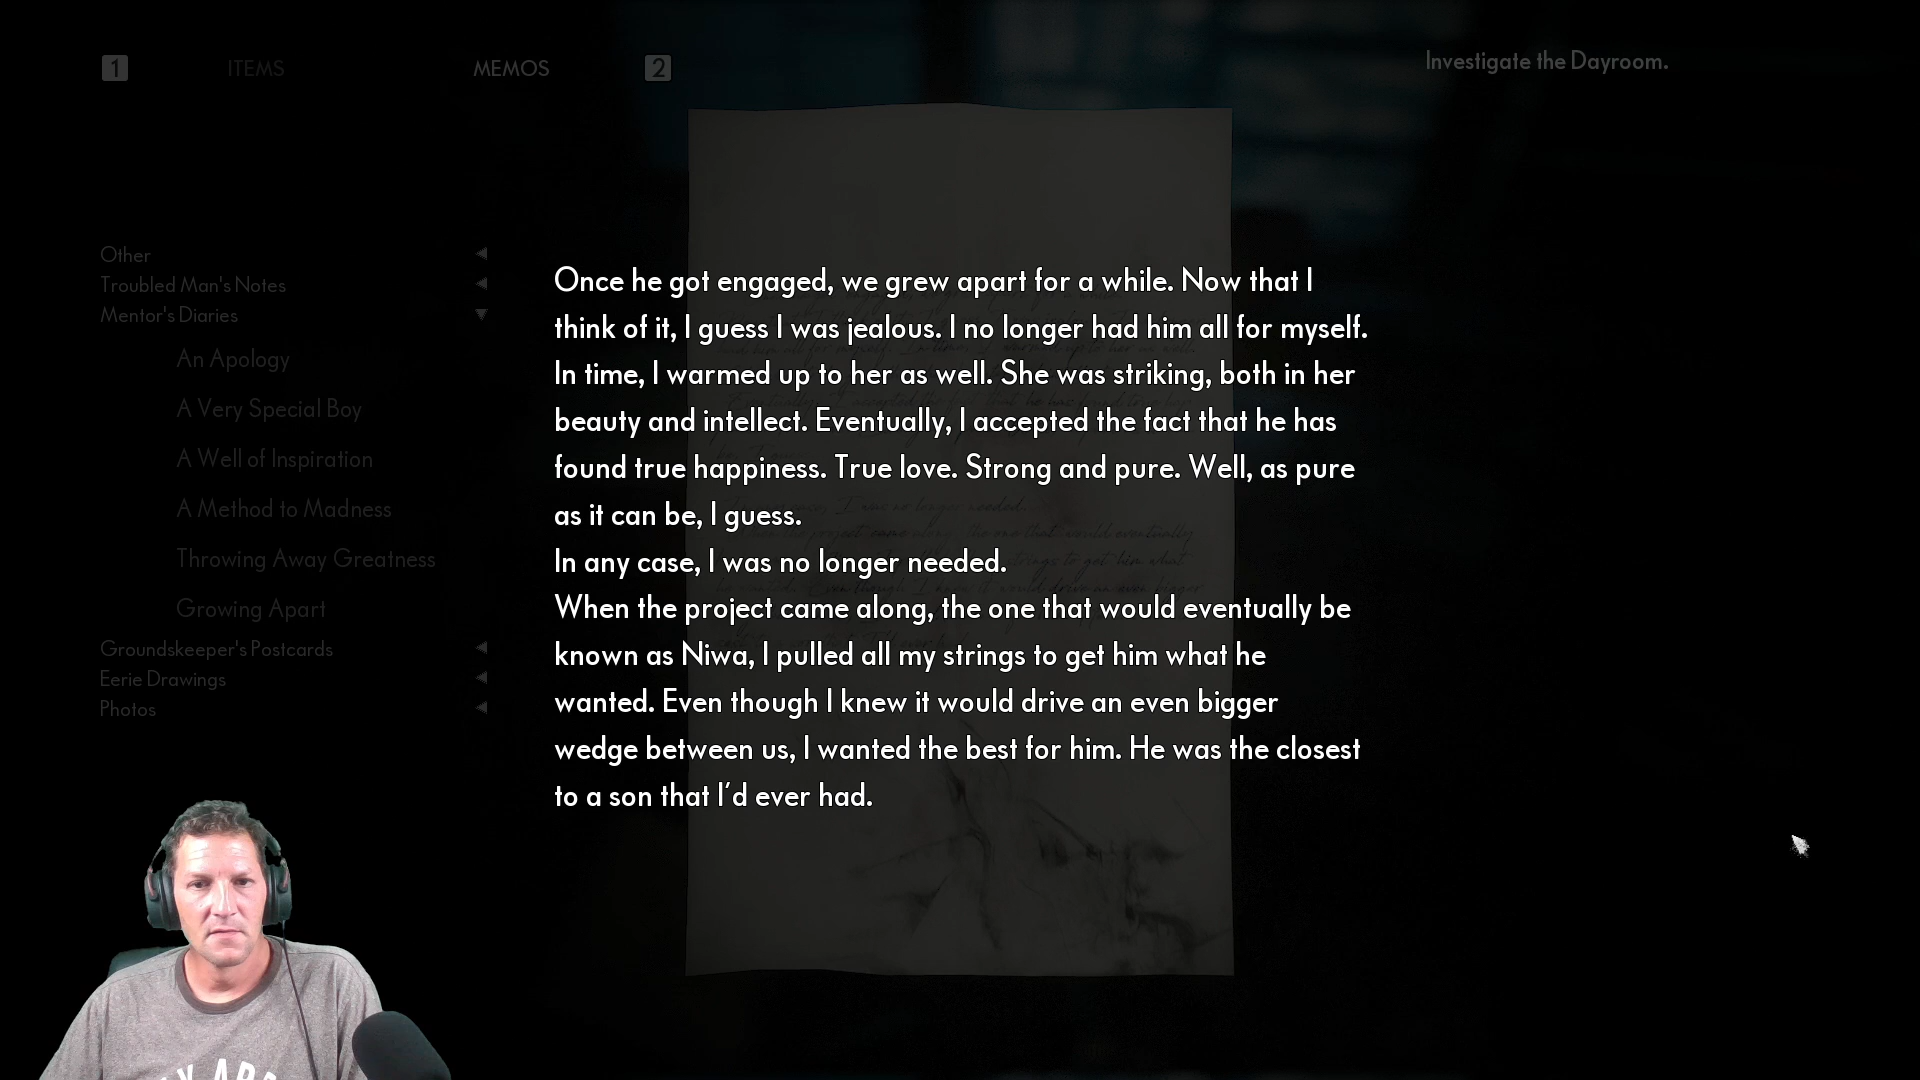 1
ITEMS
MEMOS
2
Investigate the Dayroom.
Other
Troubled Man's Notes
Mentor's Diaries
An Apology
A Very Special Boy
A Well of Inspiration
A Method to Madness
Throwing Away Greatness
Growing Apart
Groundskeeper's Postcards
Eerie Drawings
Photos
Once he got engaged, we grew apart for a while. Now that I
think of it, I guess I was jealous. I no longer had him all for myself.
In time, I warmed up to her as well. She was striking, both in her
beauty and intellect. Eventually, I accepted the fact that he has
found true happiness. True love. Strong and pure. Well, as pure
as it can be, I guess.
In any case, I was no longer needed.
When the project came along, the one that would eventually be
known as Niwa, I pulled all my strings to get him what he
wanted. Even though I knew it would drive an even bigger
wedge between us, I wanted the best for him. He was the closest
to a son that I'd ever had.